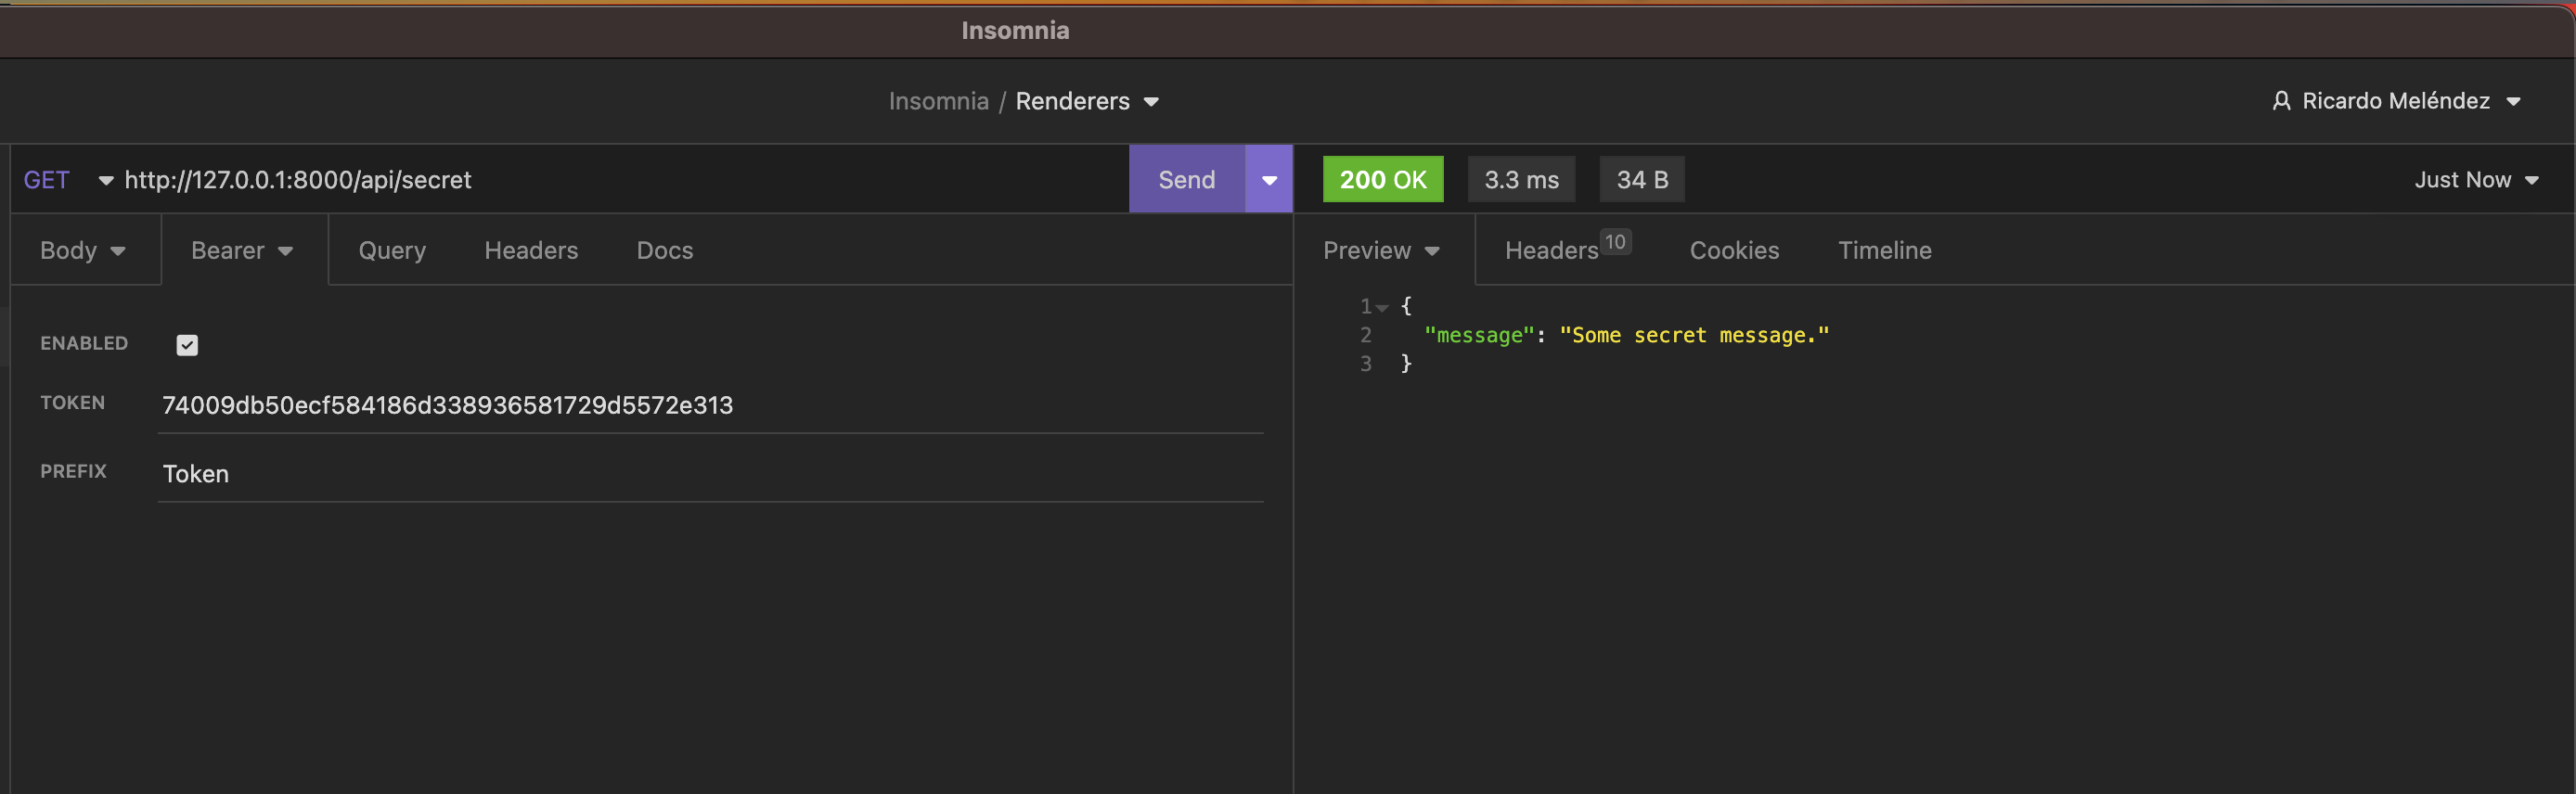 Insomnia
Insomnia / Renderers
Ricardo Meléndez
GET http://127.0.0.1:8000/api/secret Send
200 OK 3.3 ms 34 B Just Now
Body Bearer Query Headers Docs
Preview Headers 10 Cookies Timeline
ENABLED
TOKEN 74009db50ecf584186d338936581729d5572e313
PREFIX Token
1 {
2 "message": "Some secret message."
3 }